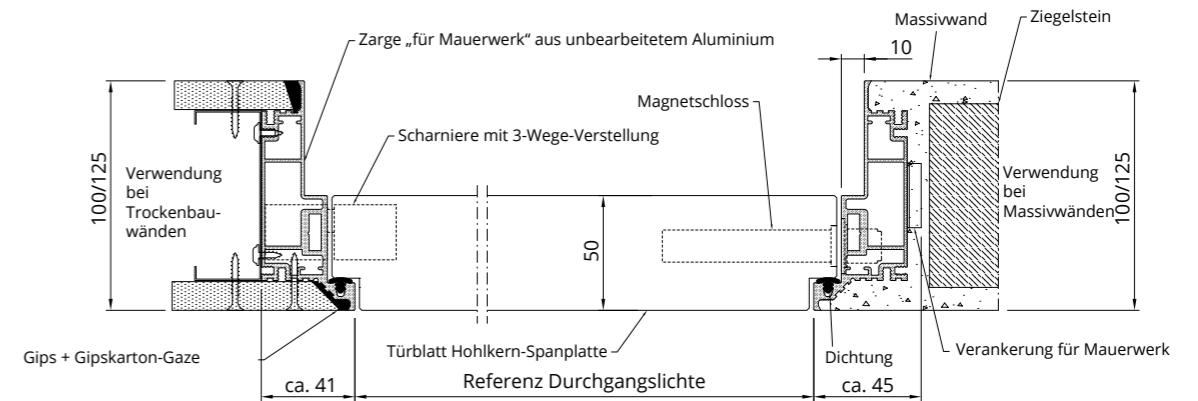 Massivwand
Ziegelstein
Zarge „für Mauerwerk“ aus unbearbeitetem Aluminium
10
Magnetschloss
Scharniere mit 3-Wege-Verstellung
100/125
Verwendung
bei
Trockenbau-
wänden
50
Verwendung
bei
Massivwänden
100/125
Gips + Gipskarton-Gaze
Türblatt Hohlkern-Spanplatte
Dichtung
Verankerung für Mauerwerk
ca. 41
Referenz Durchgangslichte
ca. 45